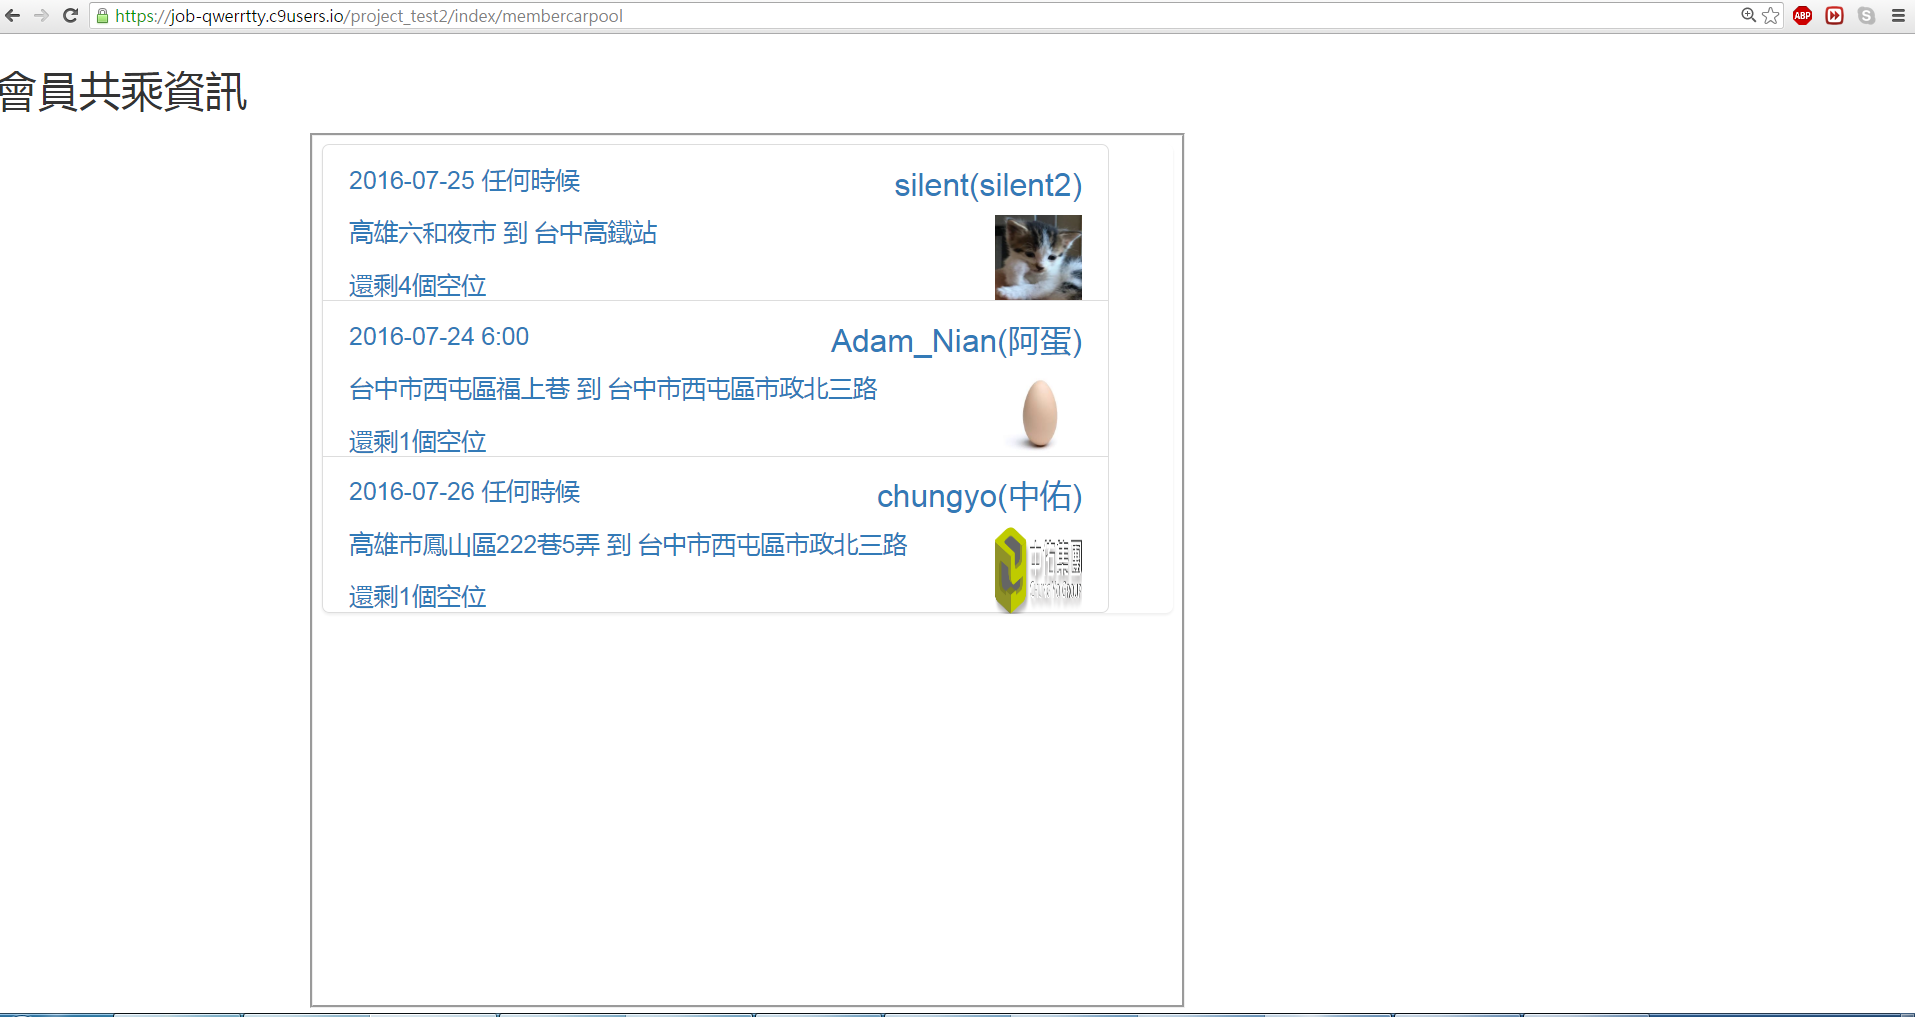 https://job-qwerrtty.c9users.io/project_test2/index/membercarpool
ABP
S
會員共乘資訊
2016-07-25 任何時候
silent(silent2)
高雄六和夜市 到 台中高鐵站
還剩4個空位
2016-07-24 6:00
Adam_Nian(阿蛋)
台中市西屯區福上巷 到 台中市西屯區市政北三路
還剩1個空位
2016-07-26 任何時候
chungyo(中佑)
高雄市鳳山區222巷5弄 到 台中市西屯區市政北三路
中佑集團
還剩1個空位